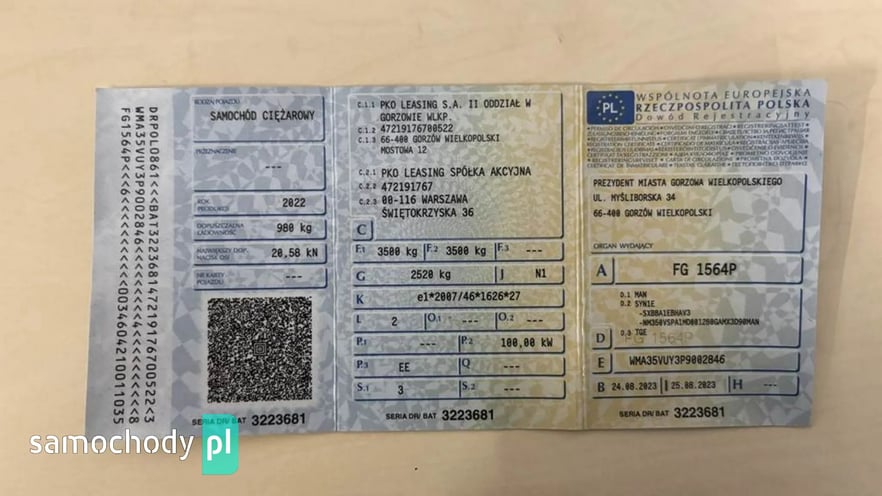 DRPOLD861<<<BAT322368147219176700522<3
WMA35VUY3P9002846<<<<<<<4<<<<<<<<<<8
FG1564P<<6<<<<<<<<<<<<0034604210011035
RODZAJ POJAZDU
SAMOCHÓD CIĘŻAROWY
PRZEZNACZENIE
---
ROK PRODUKCJI 2022
DOPUSZCZALNA ŁADOWNOŚĆ 980 kg
NAJWIĘKSZY DOP. NACISK OSI 20,58 kN
NR KARTY POJAZDU ---
SERIA DR/ BAT 3223681
C.1.1 PKO LEASING S.A. II ODDZIAŁ W
GORZOWIE WLKP.
C.1.2 47219176700522
C.1.3 66-400 GORZÓW WIELKOPOLSKI
MOSTOWA 12
C.2.1 PKO LEASING SPÓŁKA AKCYJNA
C.2.2 472191767
C.2.3 00-116 WARSZAWA
ŚWIĘTOKRZYSKA 36
C
F.1 3500 kg F.2 3500 kg F.3 ---
G 2520 kg J N1
K e1*2007/46*1626*27
L 2 O.1 --- O.2 ---
P.1 --- P.2 100,00 kW
P.3 EE Q
S.1 3 S.2
SERIA DR/ BAT 3223681
PL
WSPÓLNOTA EUROPEJSKA
RZECZPOSPOLITA POLSKA
Dowód Rejestracyjny
PREZYDENT MIASTA GORZOWA WIELKOPOLSKIEGO
UL. MYŚLIBORSKA 34
66-400 GORZÓW WIELKOPOLSKI
ORGAN WYDAJĄCY
A FG 1564P
D.1 MAN
D.2 SYN1E
-SXBBA1EBHAV3
-NM350VSPA1MD0012B0GAMX3D90MAN
D D.3 TGE
FG 1564P
E WMA35VUY3P9002846
B 24.08.2023 I 25.08.2023 H ---
SERIA DR/ BAT 3223681
samochody pl